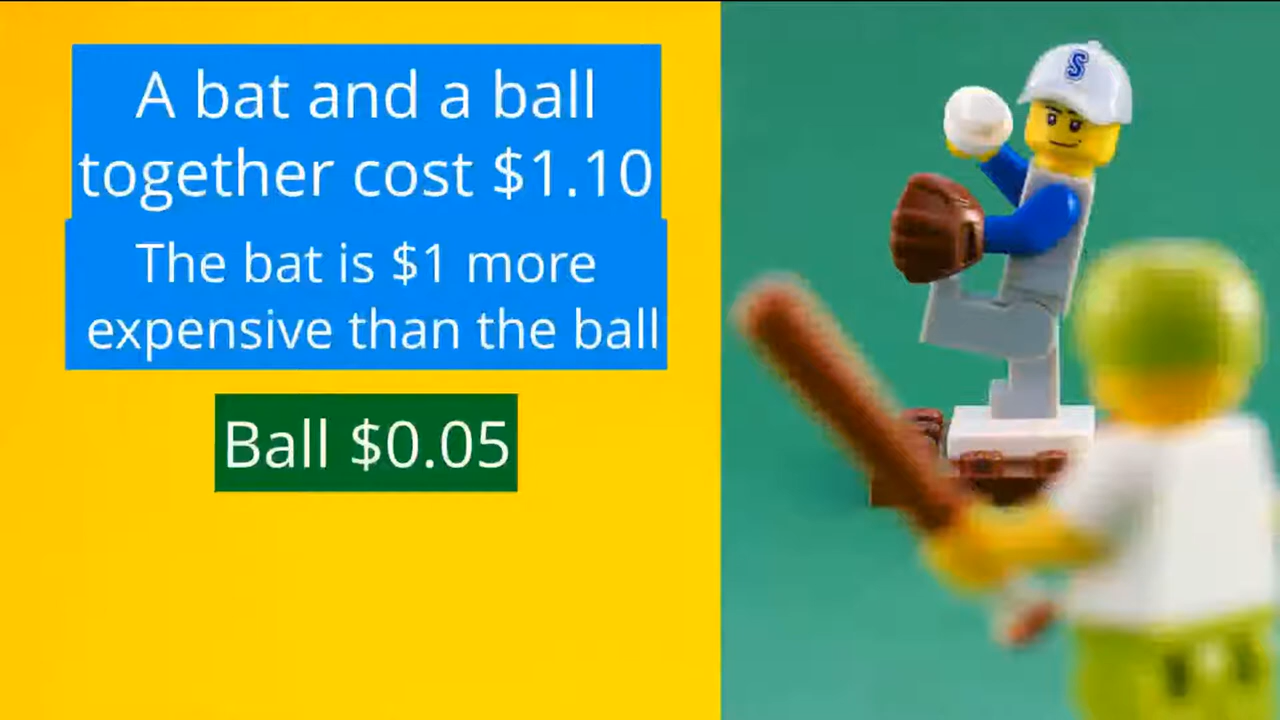 A bat and a ball
together cost $1.10
The bat is $1 more
expensive than the ball
Ball $0.05
S